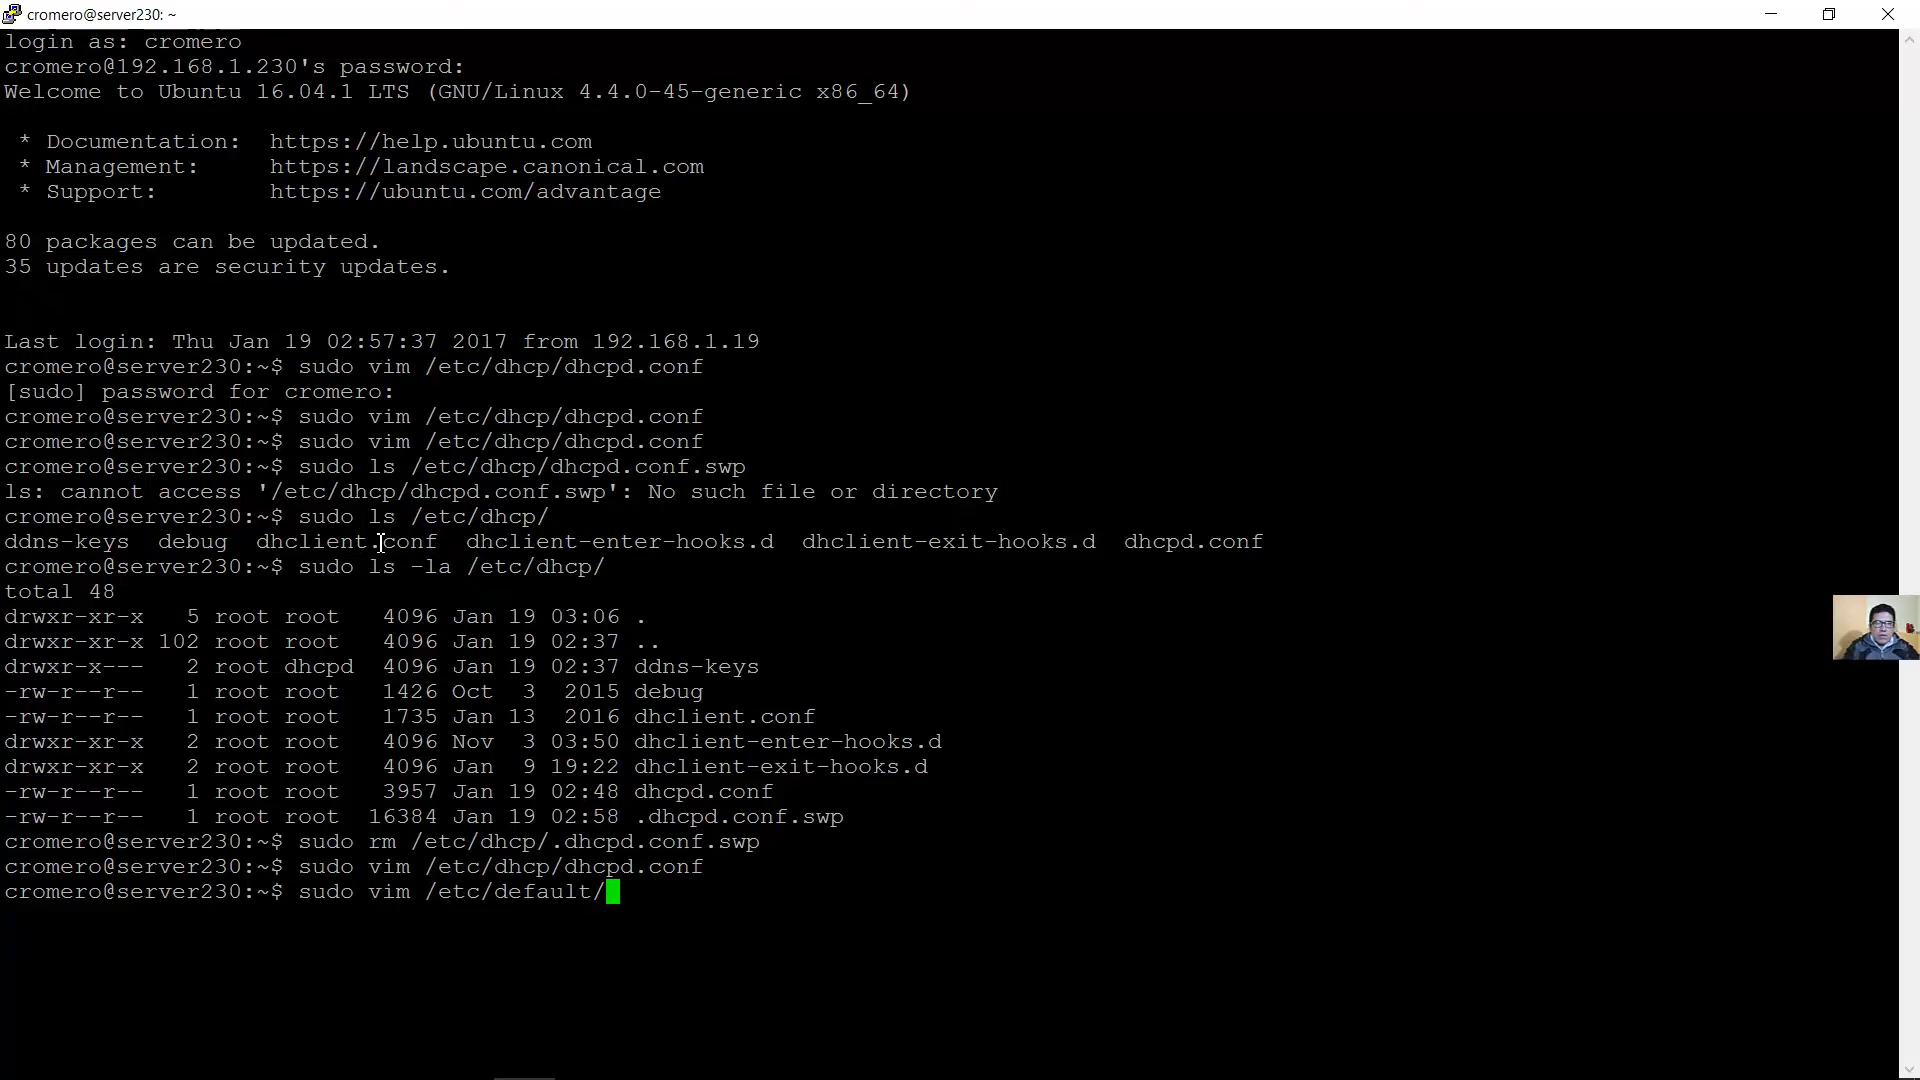 cromero@server230: ~
login as: cromero
cromero@192.168.1.230's password:
Welcome to Ubuntu 16.04.1 LTS (GNU/Linux 4.4.0-45-generic x86_64)
* Documentation:  https://help.ubuntu.com
* Management:     https://landscape.canonical.com
* Support:        https://ubuntu.com/advantage
80 packages can be updated.
35 updates are security updates.
Last login: Thu Jan 19 02:57:37 2017 from 192.168.1.19
cromero@server230:~$ sudo vim /etc/dhcp/dhcpd.conf
[sudo] password for cromero:
cromero@server230:~$ sudo vim /etc/dhcp/dhcpd.conf
cromero@server230:~$ sudo vim /etc/dhcp/dhcpd.conf
cromero@server230:~$ sudo ls /etc/dhcp/dhcpd.conf.swp
ls: cannot access '/etc/dhcp/dhcpd.conf.swp': No such file or directory
cromero@server230:~$ sudo ls /etc/dhcp/
ddns-keys  debug  dhclient.conf  dhclient-enter-hooks.d  dhclient-exit-hooks.d  dhcpd.conf
cromero@server230:~$ sudo ls -la /etc/dhcp/
total 48
drwxr-xr-x   5 root root   4096 Jan 19 03:06 .
drwxr-xr-x 102 root root   4096 Jan 19 02:37 ..
drwxr-x---   2 root dhcpd  4096 Jan 19 02:37 ddns-keys
-rw-r--r--   1 root root   1426 Oct  3  2015 debug
-rw-r--r--   1 root root   1735 Jan 13  2016 dhclient.conf
drwxr-xr-x   2 root root   4096 Nov  3 03:50 dhclient-enter-hooks.d
drwxr-xr-x   2 root root   4096 Jan  9 19:22 dhclient-exit-hooks.d
-rw-r--r--   1 root root   3957 Jan 19 02:48 dhcpd.conf
-rw-r--r--   1 root root  16384 Jan 19 02:58 .dhcpd.conf.swp
cromero@server230:~$ sudo rm /etc/dhcp/.dhcpd.conf.swp
cromero@server230:~$ sudo vim /etc/dhcp/dhcpd.conf
cromero@server230:~$ sudo vim /etc/default/